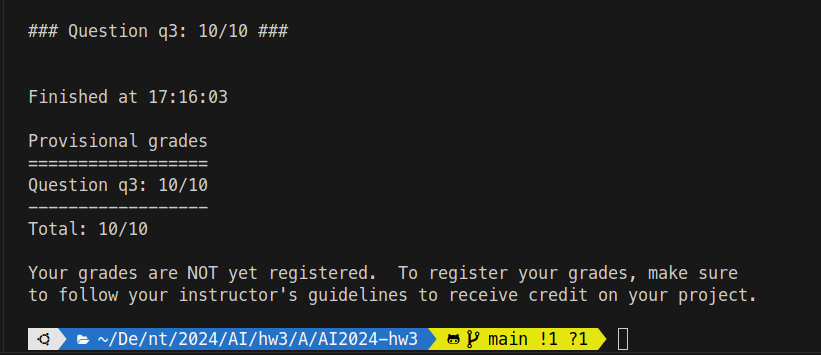 ### Question q3: 10/10 ###
Finished at 17:16:03
Provisional grades
==================
Question q3: 10/10
------------------
Total: 10/10
Your grades are NOT yet registered.  To register your grades, make sure
to follow your instructor's guidelines to receive credit on your project.
~/De/nt/2024/AI/hw3/A/AI2024-hw3 main !1 ?1